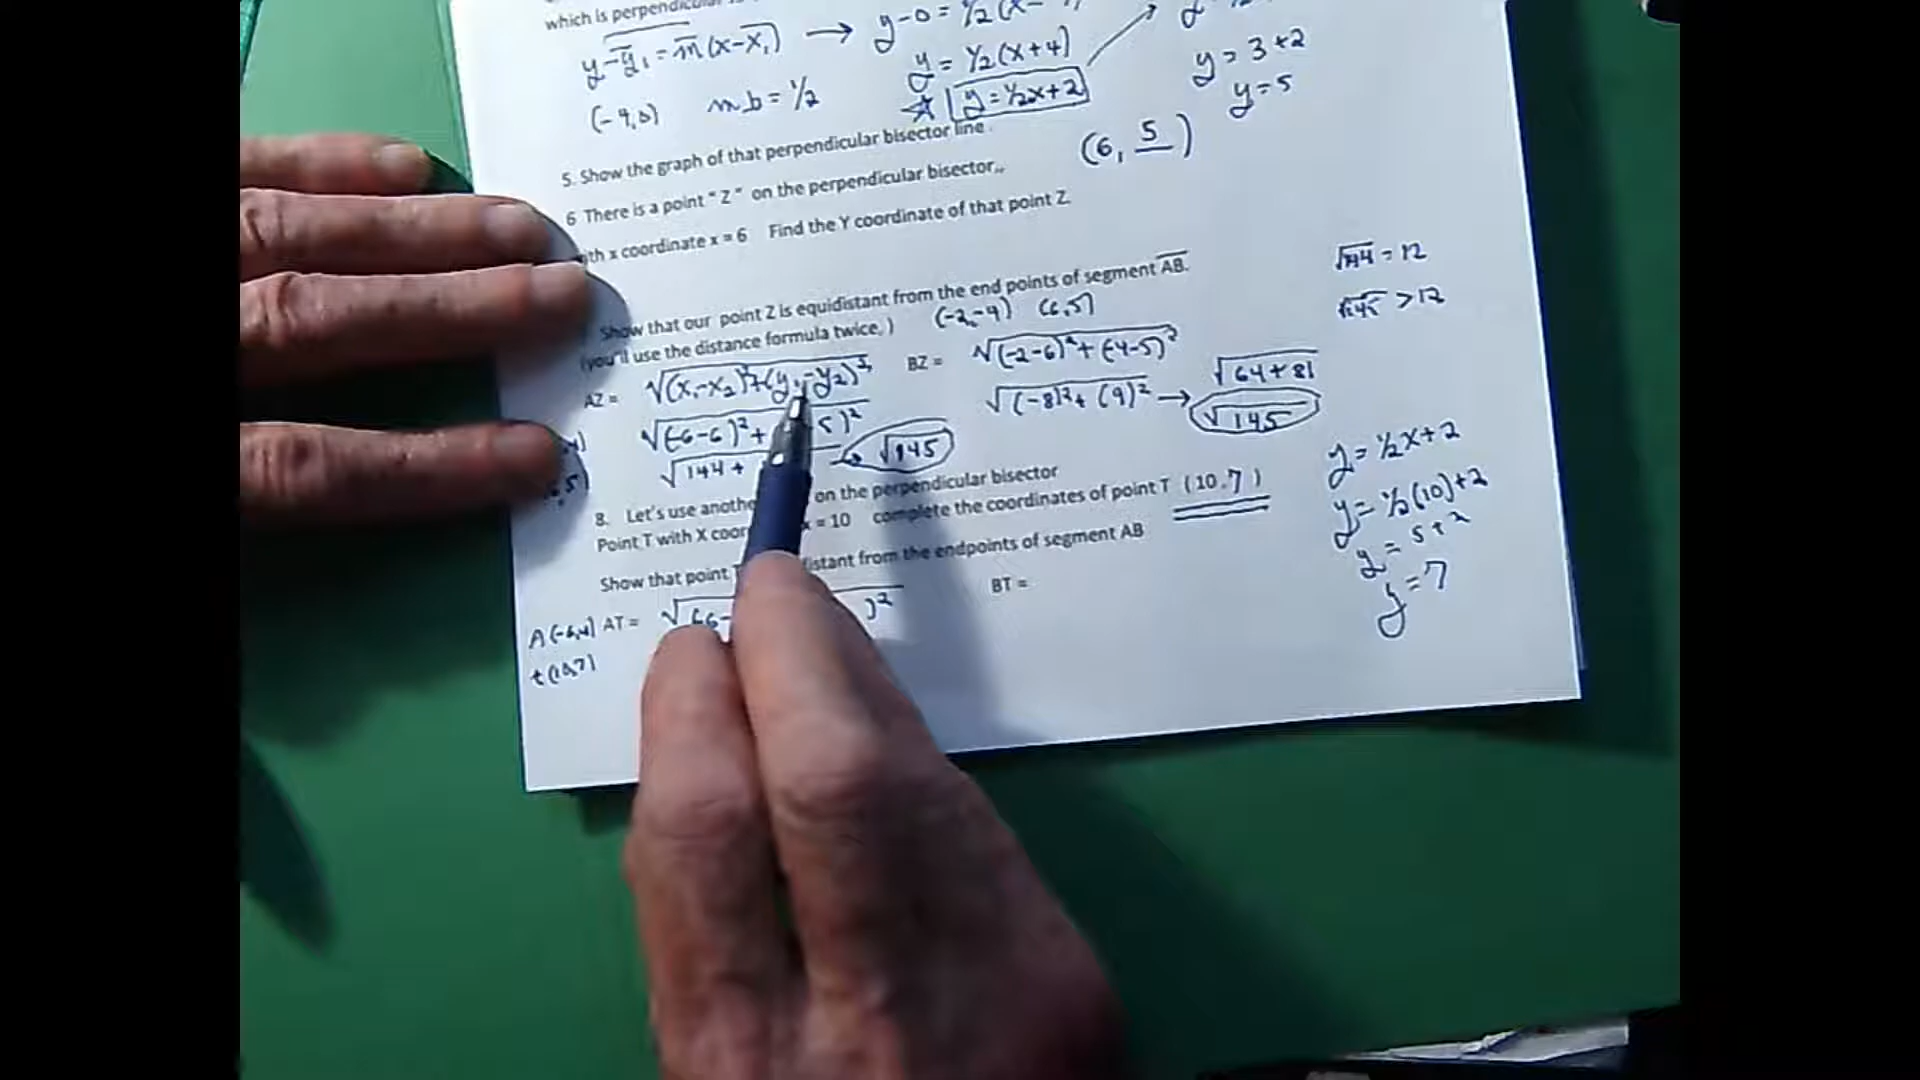 which is perpendicular
y-y₁=m(x-x₁) → y-0 = ½(x-
y = ½(x+4)
(-4,0) m b = ½ ☆ y=½x+2
y = 3+2
y=5
5. Show the graph of that perpendicular bisector line.
(6, 5)
6 There is a point "Z" on the perpendicular bisector..
x coordinate x = 6 Find the Y coordinate of that point Z.
√144 = 12
√145 > 12
Show that our point Z is equidistant from the end points of segment AB.
(you'll use the distance formula twice. ) (-2,-4) (6,5)
AZ = √(x₁-x₂)²+(y₁-y₂)² BZ = √(-2-6)²+(-4-5)²
√(-6-6)²+ 5)² √(-8)²+(9)² → √64+81
√144+ → √145 √145
8. Let's use on the perpendicular bisector
Point T with X x = 10 complete the coordinates of point T (10,7)
Show that point from the endpoints of segment AB
A(-6,4) AT = √ )² BT =
t(10,7)
y=½x+2
y=½(10)+2
y=5+2
y=7